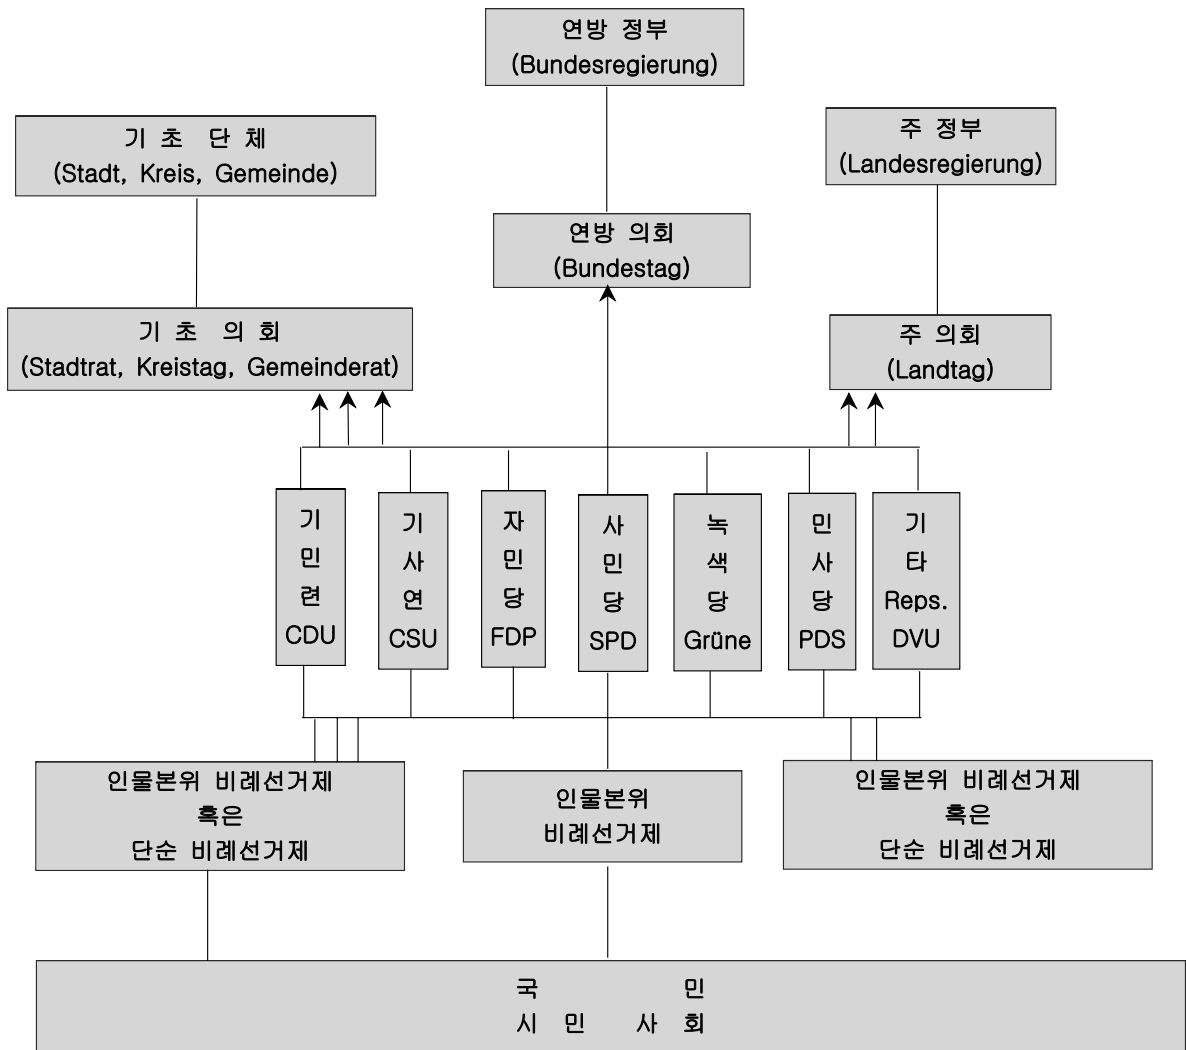 연방 정부
(Bundesregierung)
기 초 단 체
(Stadt, Kreis, Gemeinde)
주 정부
(Landesregierung)
연방 의회
(Bundestag)
기 초 의 회
(Stadtrat, Kreistag, Gemeinderat)
주 의회
(Landtag)
기
민
련
CDU
기
사
연
CSU
자
민
당
FDP
사
민
당
SPD
녹
색
당
Grüne
민
사
당
PDS
기
타
Reps.
DVU
인물본위 비례선거제
혹은
단순 비례선거제
인물본위
비례선거제
인물본위 비례선거제
혹은
단순 비례선거제
국 민
시 민 사 회